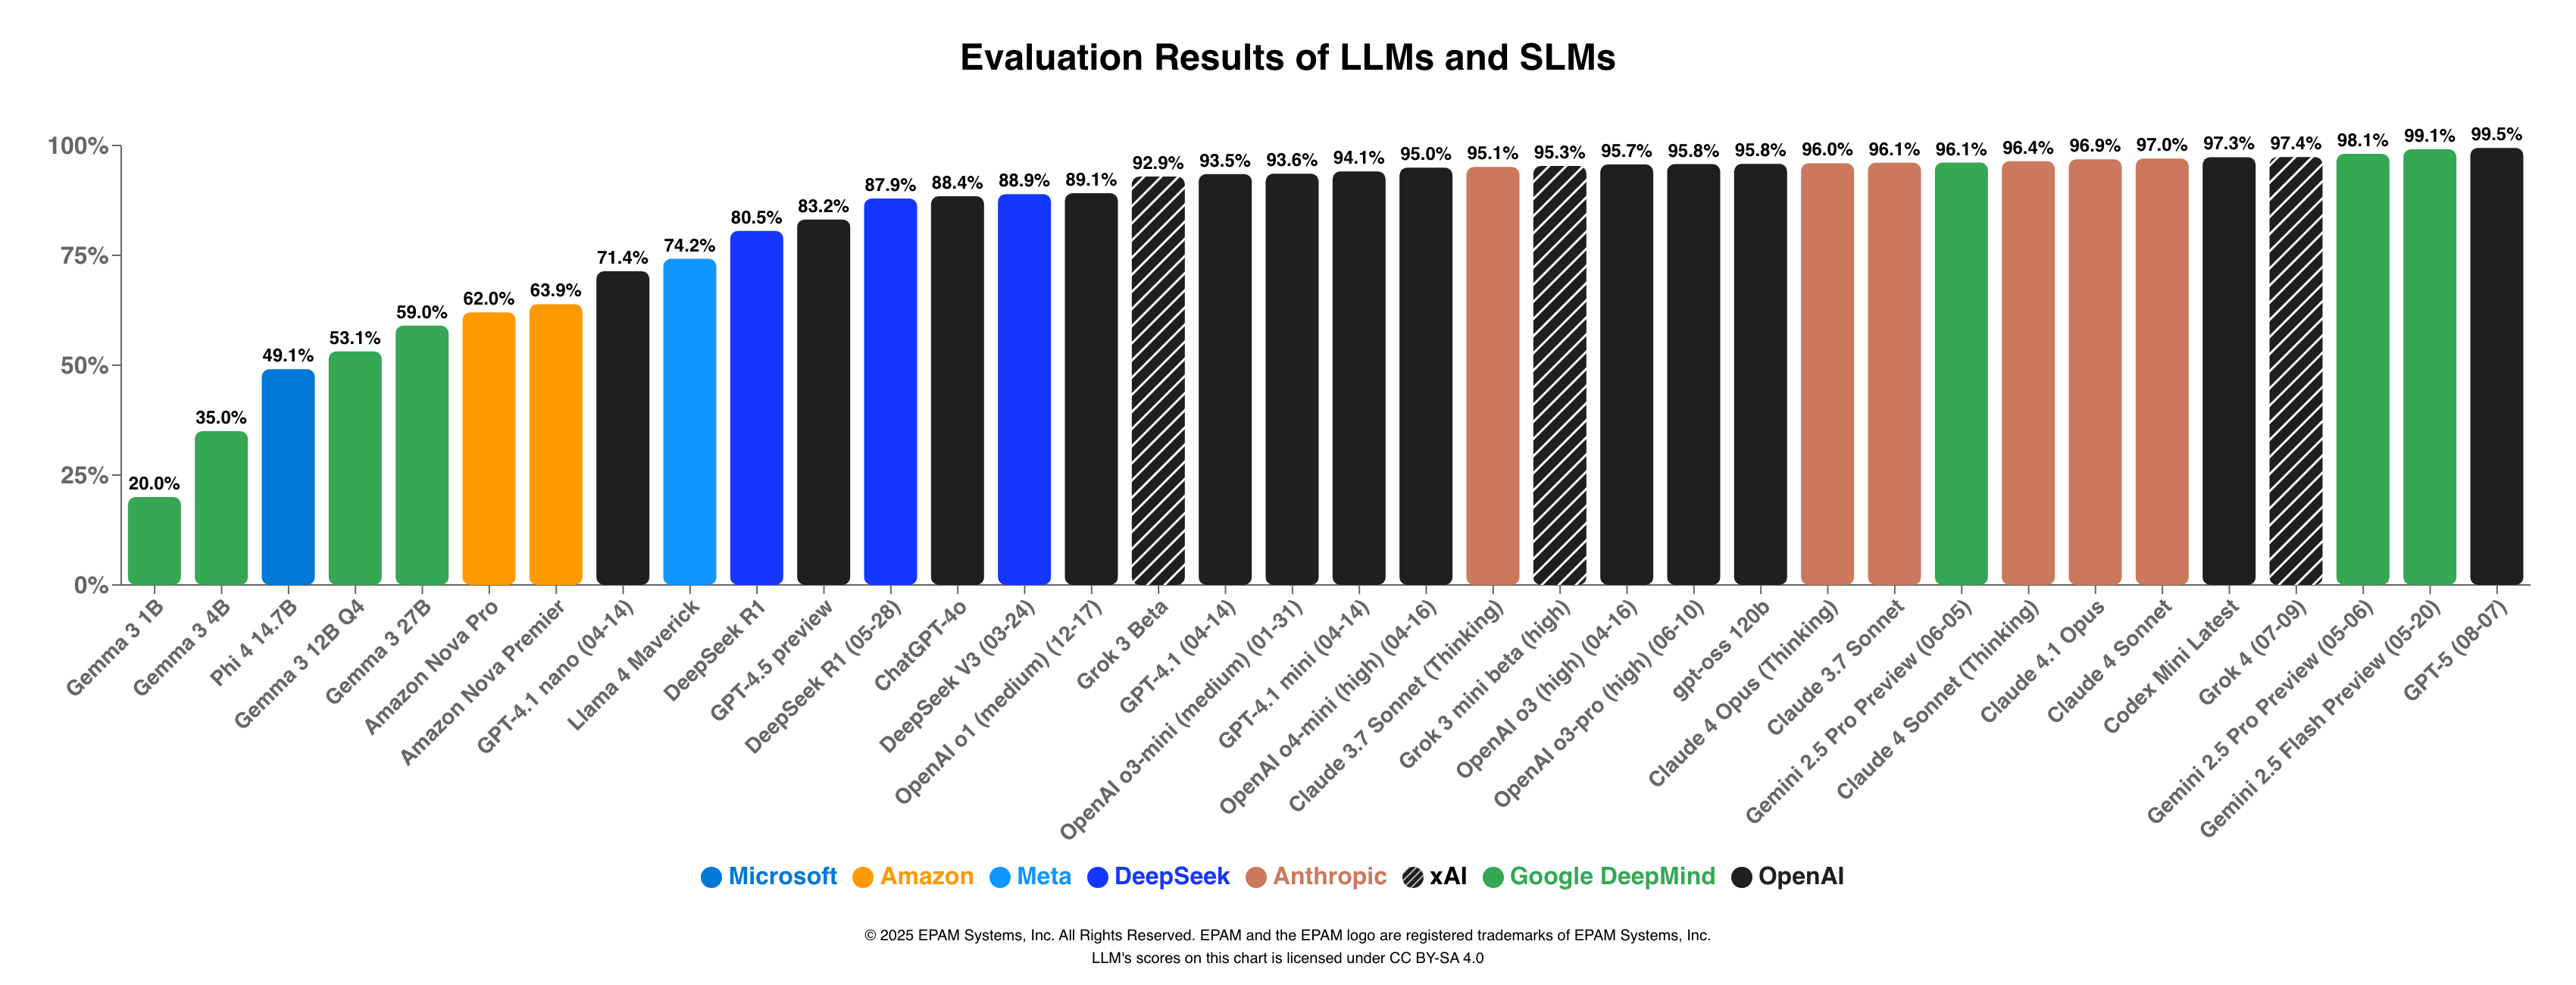 Evaluation Results of LLMs and SLMs
100%
75%
50%
25%
0%
20.0%
35.0%
49.1%
53.1%
59.0%
62.0%
63.9%
71.4%
74.2%
80.5%
83.2%
87.9%
88.4%
88.9%
89.1%
92.9%
93.5%
93.6%
94.1%
95.0%
95.1%
95.3%
95.7%
95.8%
95.8%
96.0%
96.1%
96.1%
96.4%
96.9%
97.0%
97.3%
97.4%
98.1%
99.1%
99.5%
Gemma 3 1B
Gemma 3 4B
Phi 4 14.7B
Gemma 3 12B Q4
Gemma 3 27B
Amazon Nova Pro
Amazon Nova Premier
GPT-4.1 nano (04-14)
Llama 4 Maverick
DeepSeek R1
GPT-4.5 preview
DeepSeek R1 (05-28)
ChatGPT-4o
DeepSeek V3 (03-24)
OpenAI o1 (medium) (12-17)
Grok 3 Beta
GPT-4.1 (04-14)
OpenAI o3-mini (medium) (01-31)
GPT-4.1 mini (04-14)
OpenAI o4-mini (high) (04-16)
Claude 3.7 Sonnet (Thinking)
Grok 3 mini beta (high)
OpenAI o3 (high) (04-16)
OpenAI o3-pro (high) (06-10)
gpt-oss 120b
Claude 4 Opus (Thinking)
Claude 3.7 Sonnet
Gemini 2.5 Pro Preview (06-05)
Claude 4 Sonnet (Thinking)
Claude 4.1 Opus
Claude 4 Sonnet
Codex Mini Latest
Grok 4 (07-09)
Gemini 2.5 Pro Preview (05-06)
Gemini 2.5 Flash Preview (05-20)
GPT-5 (08-07)
Microsoft Amazon Meta DeepSeek Anthropic xAI Google DeepMind OpenAI
© 2025 EPAM Systems, Inc. All Rights Reserved. EPAM and the EPAM logo are registered trademarks of EPAM Systems, Inc.
LLM's scores on this chart is licensed under CC BY-SA 4.0